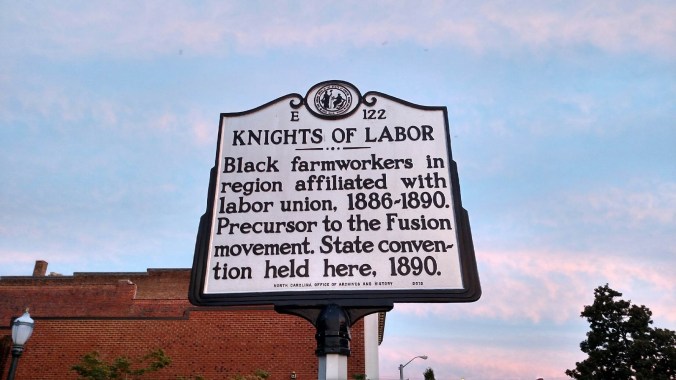 E 122
KNIGHTS OF LABOR
Black farmworkers in
region affiliated with
labor union, 1886-1890.
Precursor to the Fusion
movement. State conven-
tion held here, 1890.
NORTH CAROLINA OFFICE OF ARCHIVES AND HISTORY